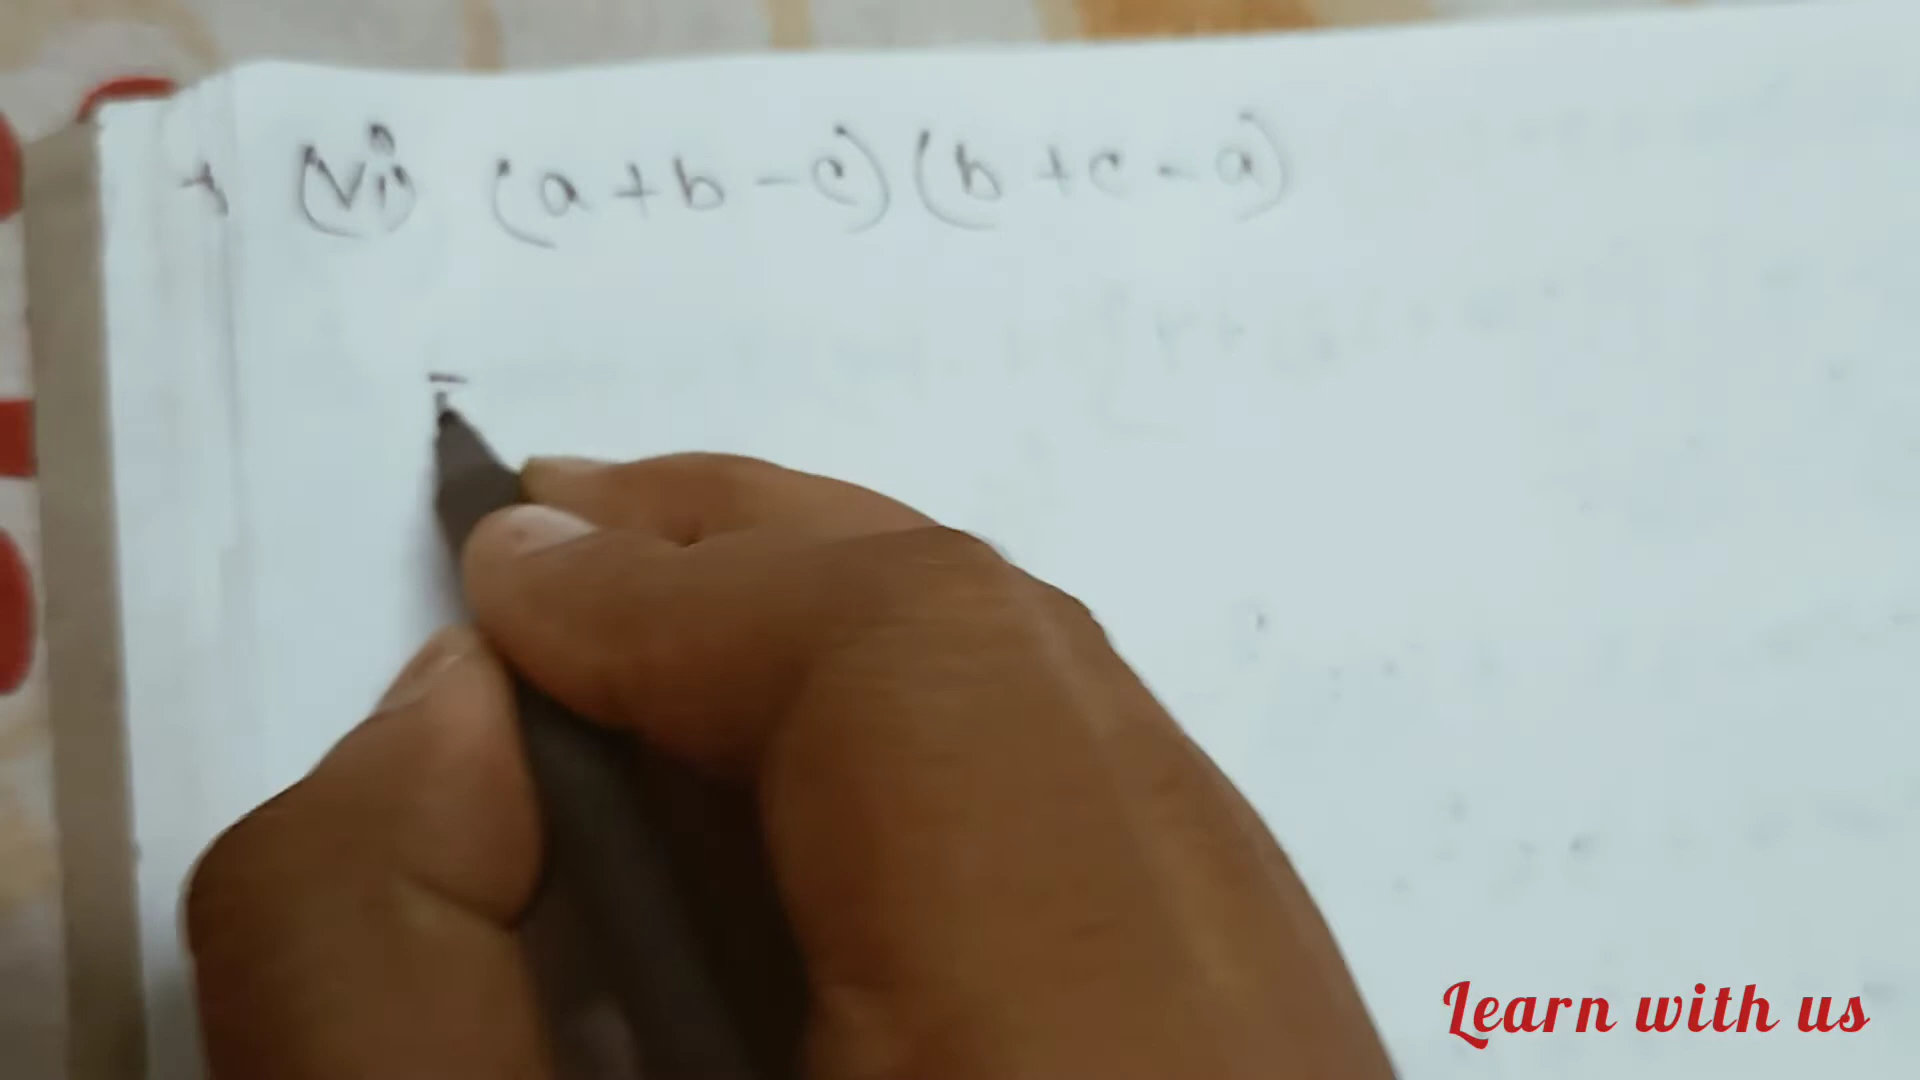 (vi) (a+b-c)(b+c-a)
Learn with us